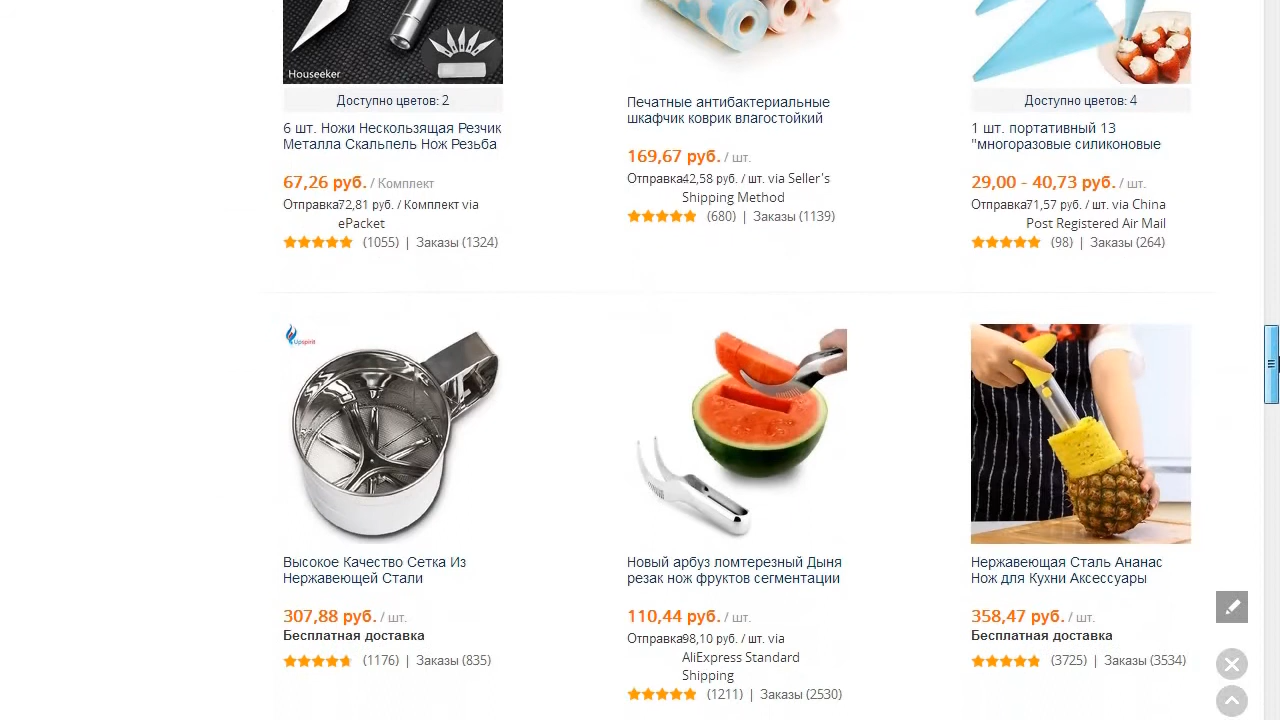 Houseeker
Доступно цветов: 2
6 шт. Ножи Нескользящая Резчик
Металла Скальпель Нож Резьба
67,26 руб. / Комплект
Отправка72,81 руб. / Комплект via
ePacket
(1055) | Заказы (1324)
Печатные антибактериальные
шкафчик коврик влагостойкий
169,67 руб. / шт.
Отправка42,58 руб. / шт. via Seller's
Shipping Method
(680) | Заказы (1139)
Доступно цветов: 4
1 шт. портативный 13
"многоразовые силиконовые
29,00 - 40,73 руб. / шт.
Отправка71,57 руб. / шт. via China
Post Registered Air Mail
(98) | Заказы (264)
Upspirit
Высокое Качество Сетка Из
Нержавеющей Стали
307,88 руб. / шт.
Бесплатная доставка
(1176) | Заказы (835)
Новый арбуз ломтерезный Дыня
резак нож фруктов сегментации
110,44 руб. / шт.
Отправка98,10 руб. / шт. via
AliExpress Standard
Shipping
(1211) | Заказы (2530)
Нержавеющая Сталь Ананас
Нож для Кухни Аксессуары
358,47 руб. / шт.
Бесплатная доставка
(3725) | Заказы (3534)